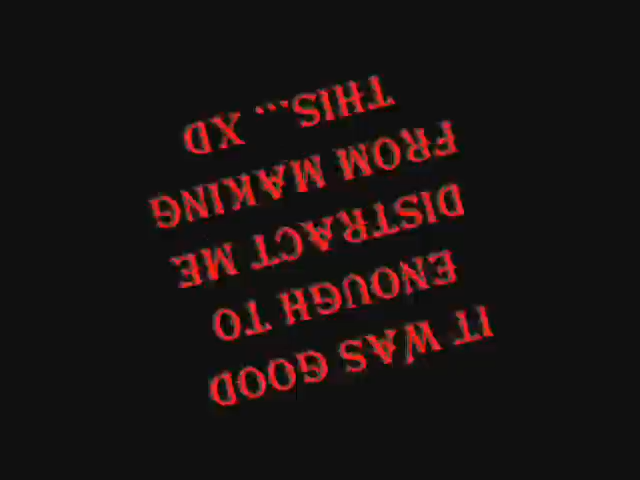 IT WAS GOOD
ENOUGH TO
DISTRACT ME
FROM MAKING
THIS... XD